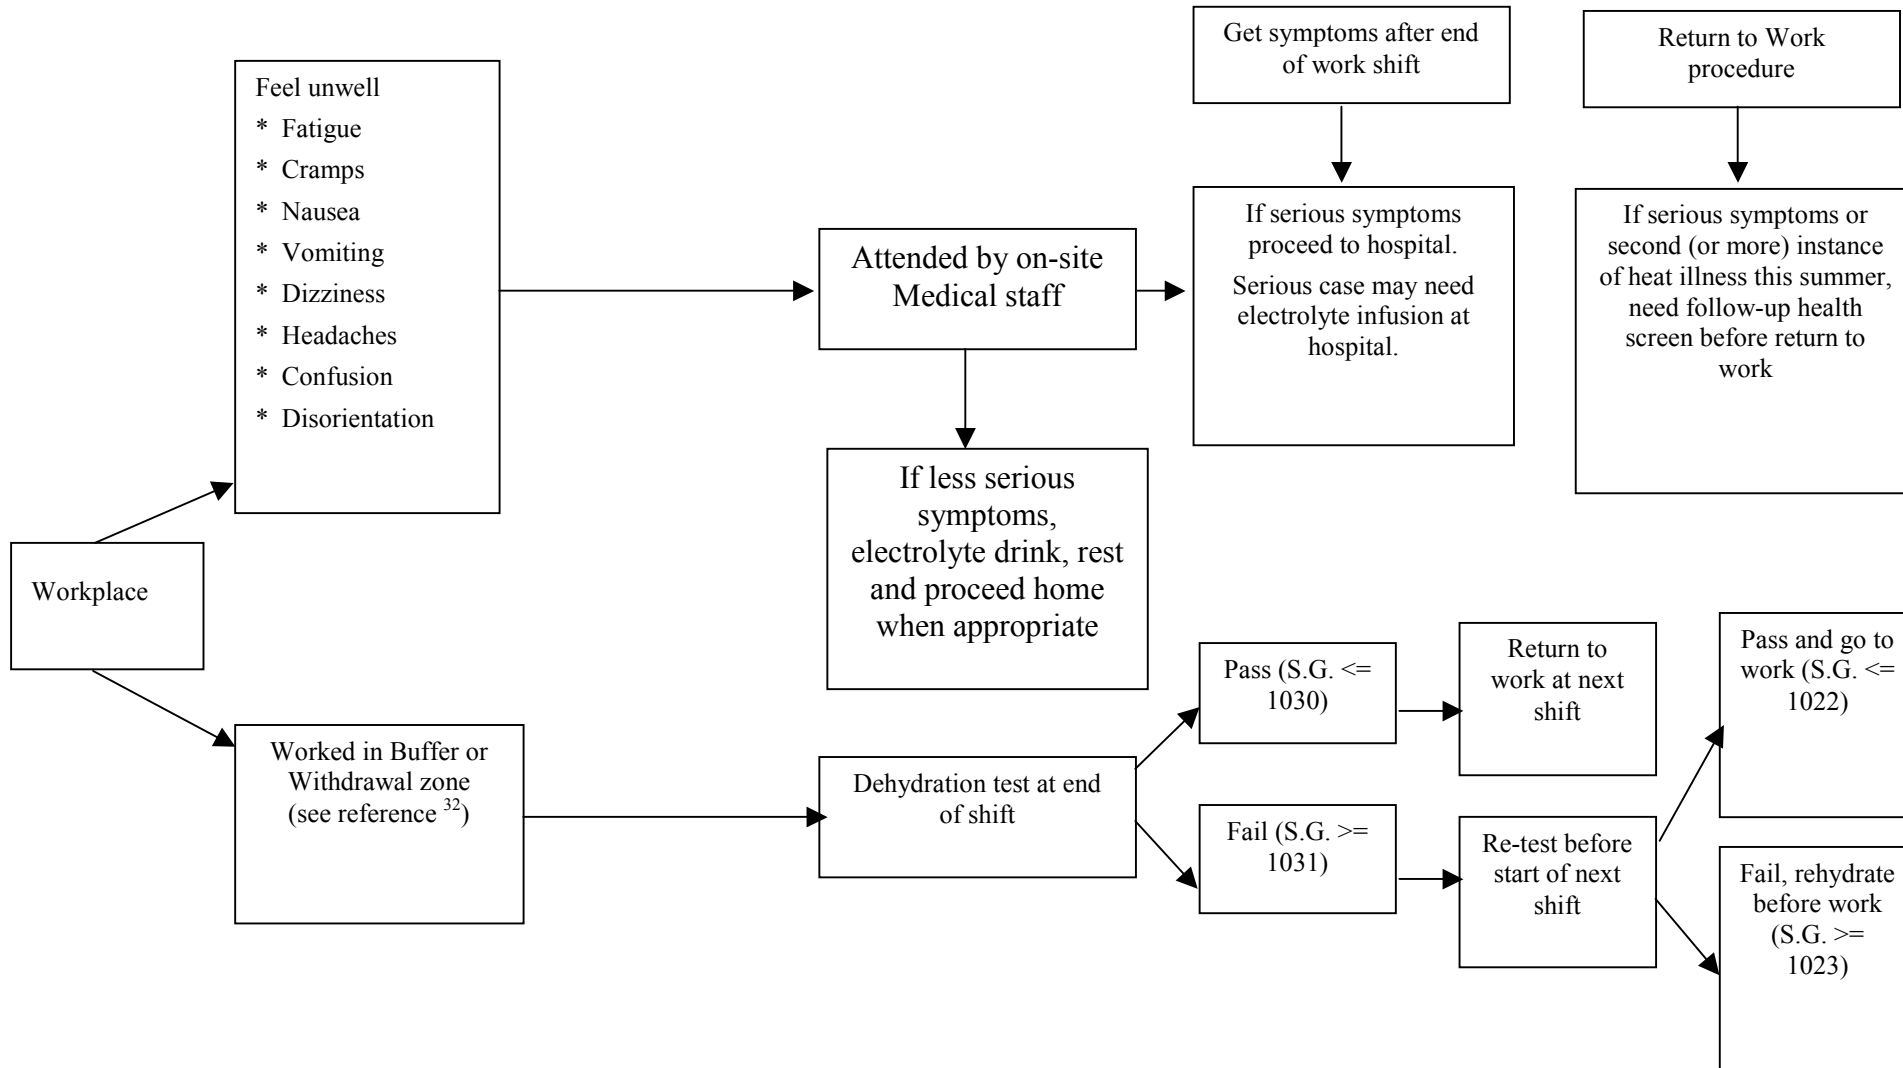 Get symptoms after end
of work shift
Return to Work
procedure
Feel unwell
* Fatigue
* Cramps
* Nausea
* Vomiting
* Dizziness
* Headaches
* Confusion
* Disorientation
Attended by on-site
Medical staff
If serious symptoms
proceed to hospital.
Serious case may need
electrolyte infusion at
hospital.
If serious symptoms or
second (or more) instance
of heat illness this summer,
need follow-up health
screen before return to
work
If less serious
symptoms,
electrolyte drink, rest
and proceed home
when appropriate
Workplace
Worked in Buffer or
Withdrawal zone
(see reference 32)
Dehydration test at end
of shift
Pass (S.G. <=
1030)
Return to
work at next
shift
Pass and go to
work (S.G. <=
1022)
Fail (S.G. >=
1031)
Re-test before
start of next
shift
Fail, rehydrate
before work
(S.G. >=
1023)